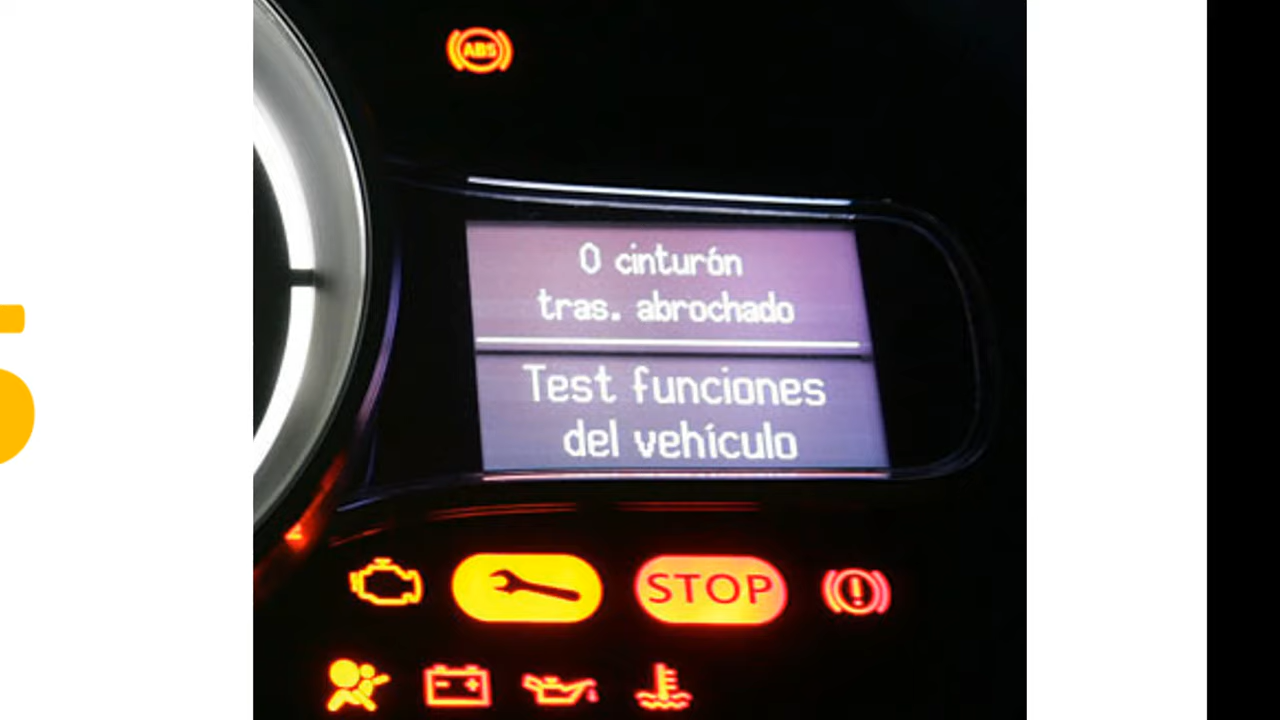 ABS
0 cinturón
tras. abrochado
Test funciones
del vehículo
STOP